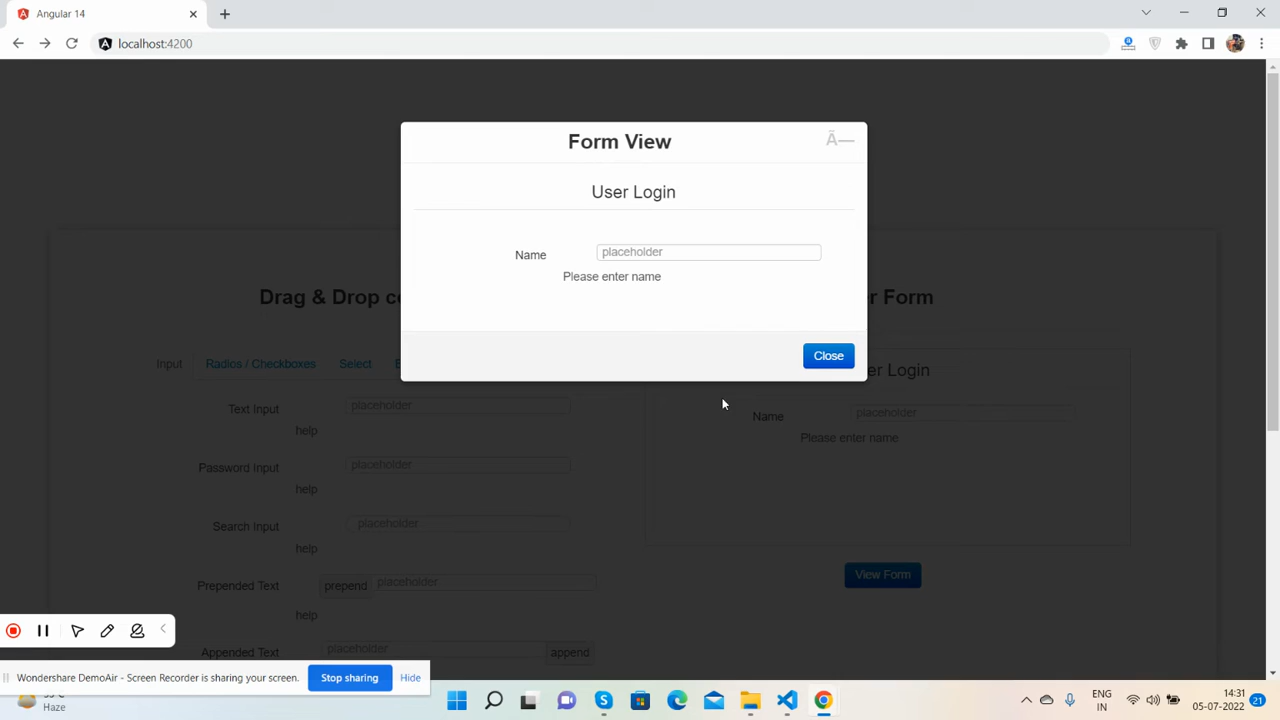 Angular 14
localhost:4200
Form View
Ã—
User Login
Name placeholder
Please enter name
Close
Drag & Drop c
r Form
Input Radios / Checkboxes Select
Text Input placeholder
help
Password Input placeholder
help
Search Input placeholder
help
Prepended Text prepend placeholder
help
Appended Text placeholder append
er Login
Name placeholder
Please enter name
View Form
Wondershare DemoAir - Screen Recorder is sharing your screen. Stop sharing Hide
Haze
ENG
IN
14:31
05-07-2022
21